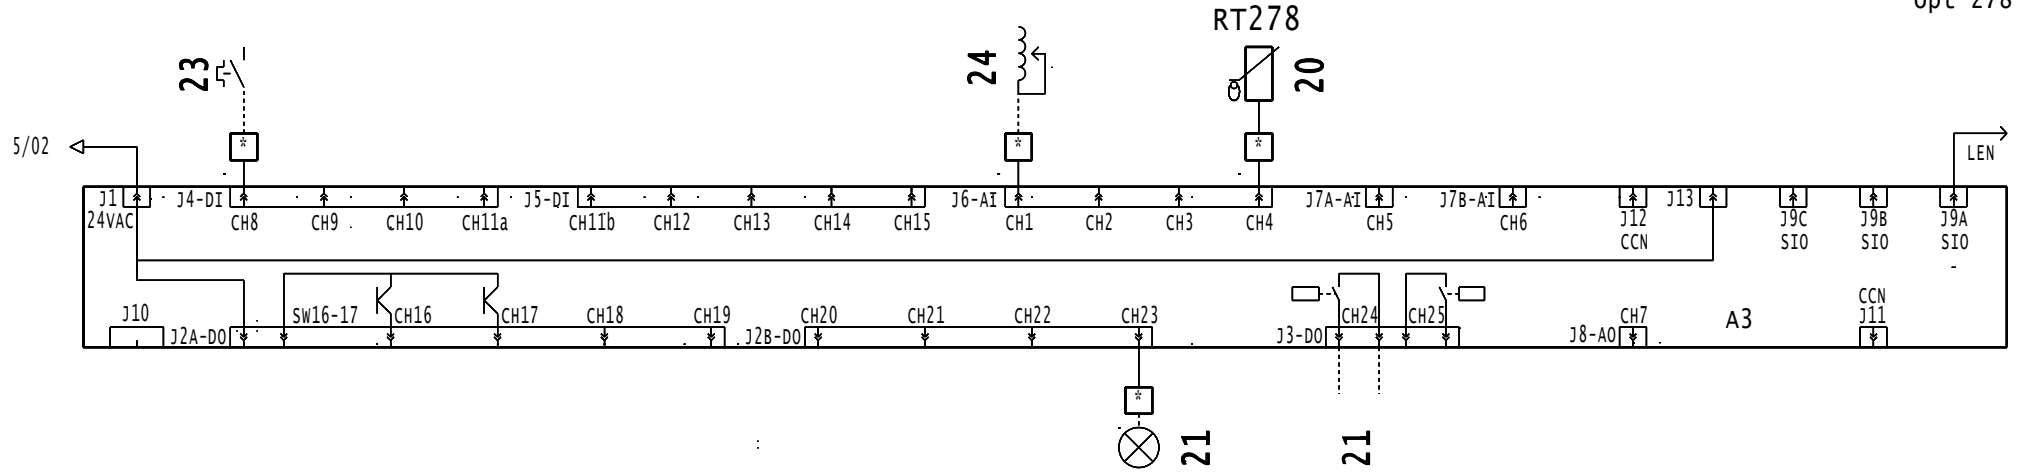 opt 278
RT278
23
24
20
5/02
LEN
J1 J4-DI J5-DI J6-AI J7A-AI J7B-AI J13
24VAC CH8 CH9 CH10 CH11a CH11b CH12 CH13 CH14 CH15 CH1 CH2 CH3 CH4 CH5 CH6 J12 J9C J9B J9A
CCN SIO SIO SIO
CCN
J10 SW16-17 CH16 CH17 CH18 CH19 CH20 CH21 CH22 CH23 CH24 CH25 CH7 A3 J11
J2A-DO J2B-DO J3-DO J8-AO
* * *
*
21 21